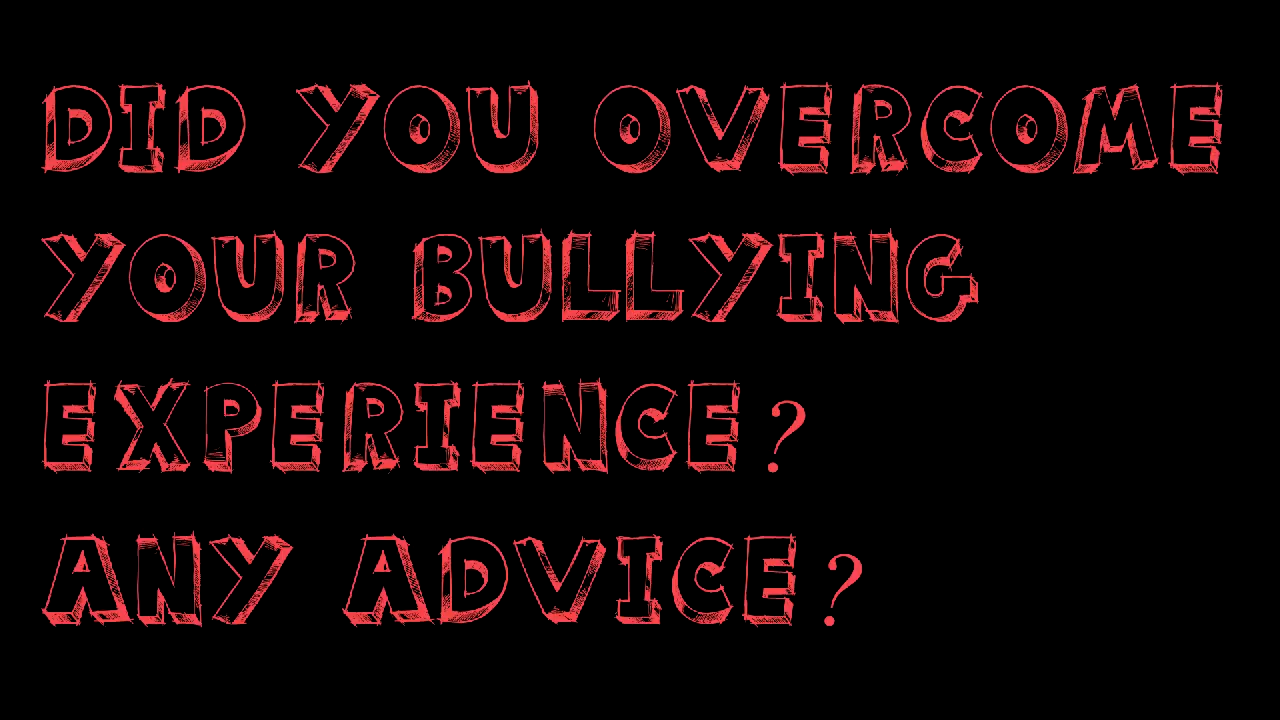 DID YOU OVERCOME
YOUR BULLYING
EXPERIENCE?
ANY ADVICE?